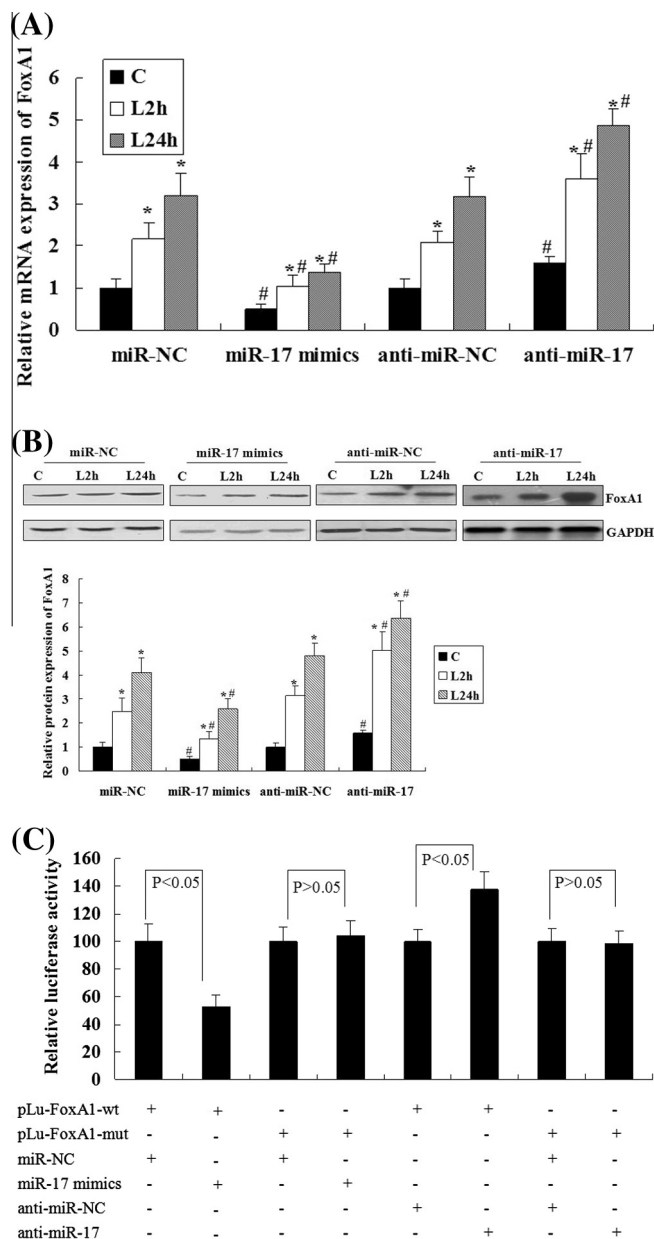 (A)
Relative mRNA expression of FoxA1
6
5
4
3
2
1
0
C
L2h
L24h
* * # *# *# * * # *# *#
miR-NC miR-17 mimics anti-miR-NC anti-miR-17
(B)
miR-NC miR-17 mimics anti-miR-NC anti-miR-17
C L2h L24h C L2h L24h C L2h L24h C L2h L24h
FoxA1
GAPDH
Relative protein expression of FoxA1
8
7
6
5
4
3
2
1
0
* * # *# *# * * # *# *#
C
L2h
L24h
miR-NC miR-17 mimics anti-miR-NC anti-miR-17
(C)
Relative luciferase activity
160
140
120
100
80
60
40
20
0
P<0.05 P>0.05 P<0.05 P>0.05
pLu-FoxA1-wt + + - - + + - -
pLu-FoxA1-mut - - + + - - + +
miR-NC + - + - - - + -
miR-17 mimics - + - + - - - -
anti-miR-NC - - - - + - - -
anti-miR-17 - - - - - + - +